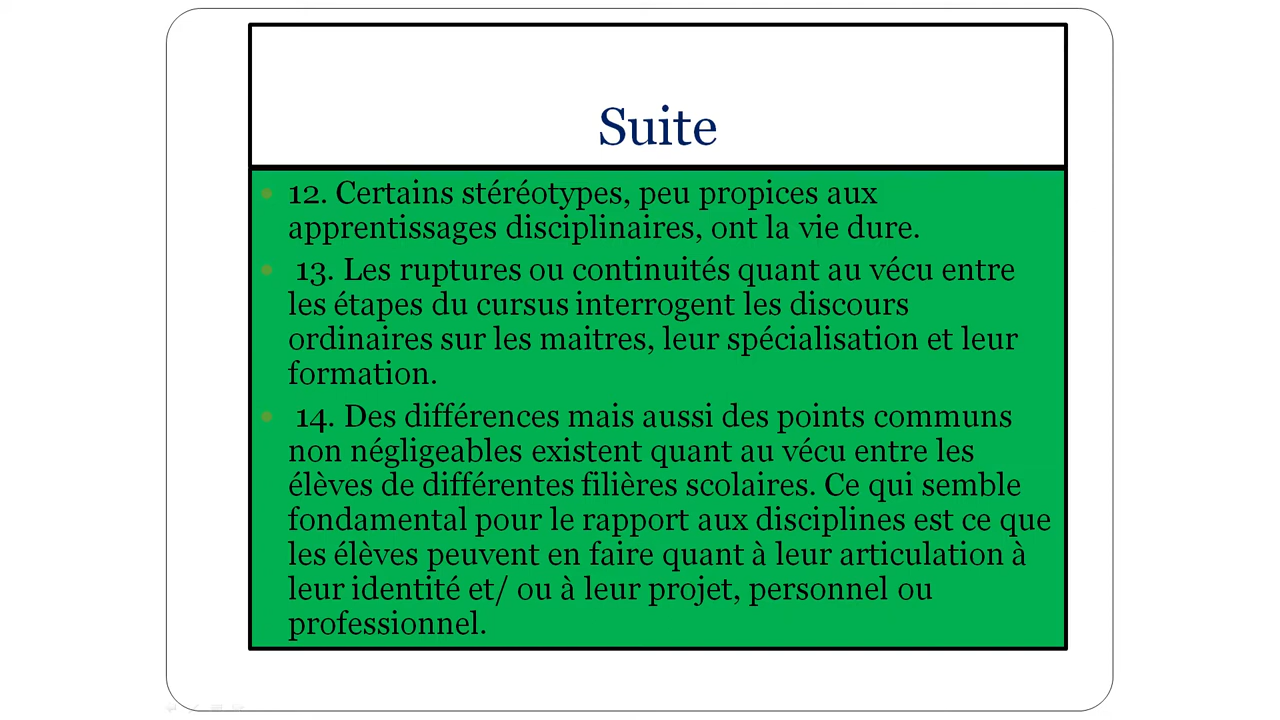 Suite
12. Certains stéréotypes, peu propices aux
apprentissages disciplinaires, ont la vie dure.
13. Les ruptures ou continuités quant au vécu entre
les étapes du cursus interrogent les discours
ordinaires sur les maitres, leur spécialisation et leur
formation.
14. Des différences mais aussi des points communs
non négligeables existent quant au vécu entre les
élèves de différentes filières scolaires. Ce qui semble
fondamental pour le rapport aux disciplines est ce que
les élèves peuvent en faire quant à leur articulation à
leur identité et/ ou à leur projet, personnel ou
professionnel.